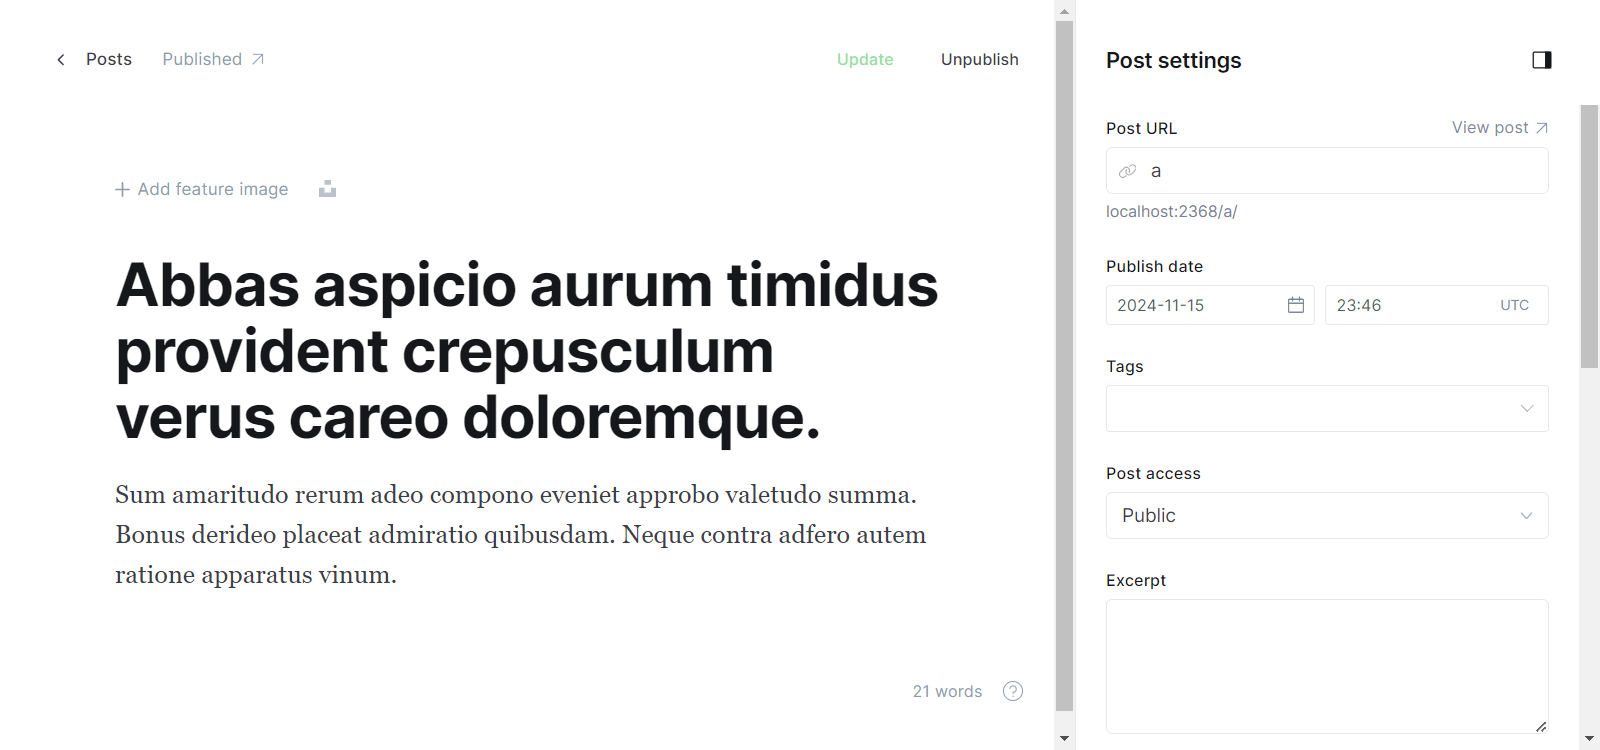 Posts Published Update Unpublish
Add feature image
Abbas aspicio aurum timidus
provident crepusculum
verus careo doloremque.
Sum amaritudo rerum adeo compono eveniet approbo valetudo summa.
Bonus derideo placeat admiratio quibusdam. Neque contra adfero autem
ratione apparatus vinum.
21 words ?
Post settings
Post URL View post
a
localhost:2368/a/
Publish date
2024-11-15 23:46 UTC
Tags
Post access
Public
Excerpt